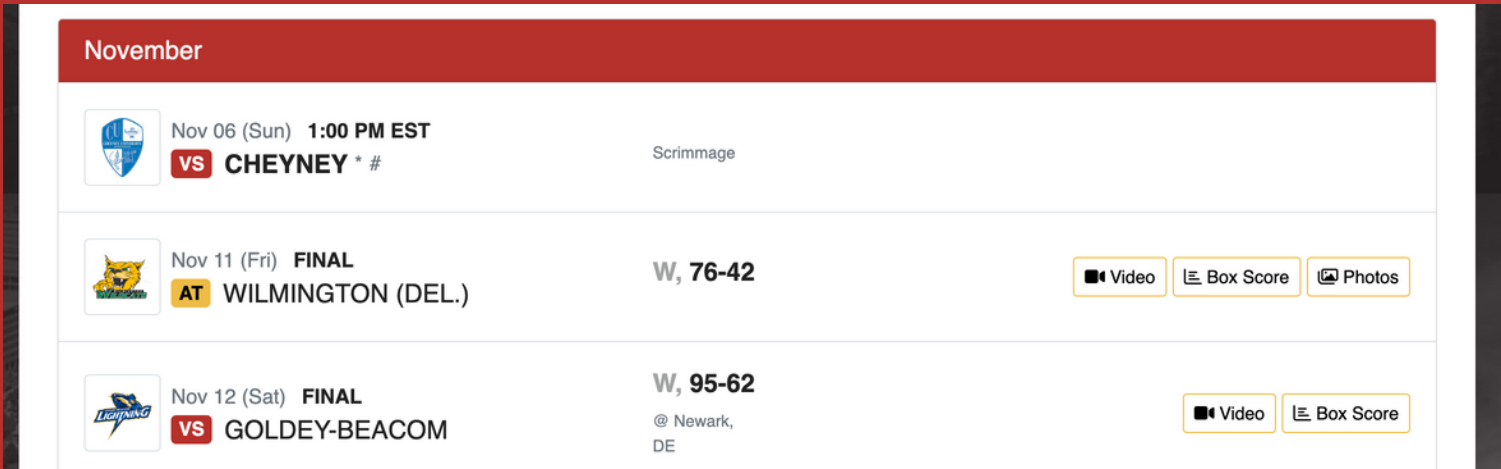 November
Nov 06 (Sun) 1:00 PM EST
VS CHEYNEY * #
Scrimmage
Nov 11 (Fri) FINAL
AT WILMINGTON (DEL.)
W, 76-42
Video Box Score Photos
Nov 12 (Sat) FINAL
VS GOLDEY-BEACOM
W, 95-62
@ Newark,
DE
Video Box Score
CU
LIGHTNING